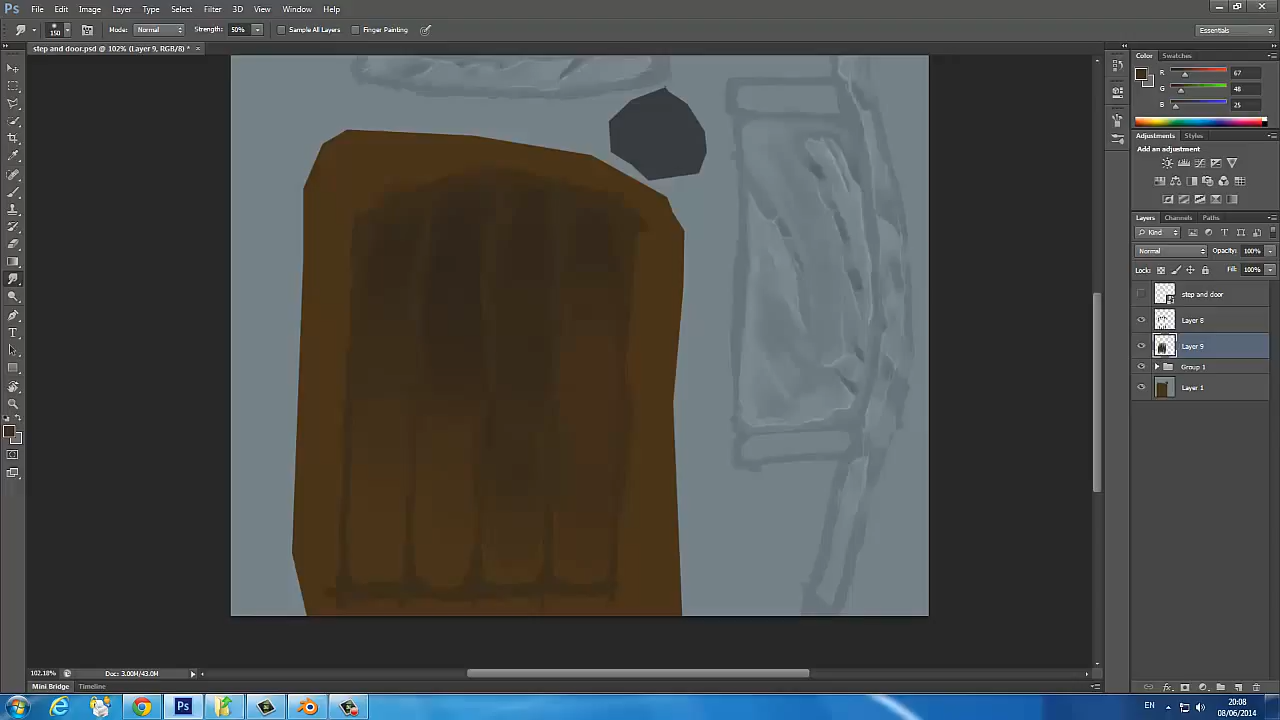 Ps File Edit Image Layer Type Select Filter 3D View Window Help
150 Mode: Normal Strength: 50% Sample All Layers Finger Painting Essentials
step and door.psd @ 102% (Layer 9, RGB/8) * ×
Color Swatches
R 67
G 48
B 25
Adjustments Styles
Add an adjustment
Layers Channels Paths
Kind
Normal Opacity: 100%
Lock: Fill: 100%
step and door
Layer 8
Layer 9
Group 1
Layer 1
102.18% Doc: 3.00M/43.0M
Mini Bridge Timeline
Ps EN 20:08
08/06/2014